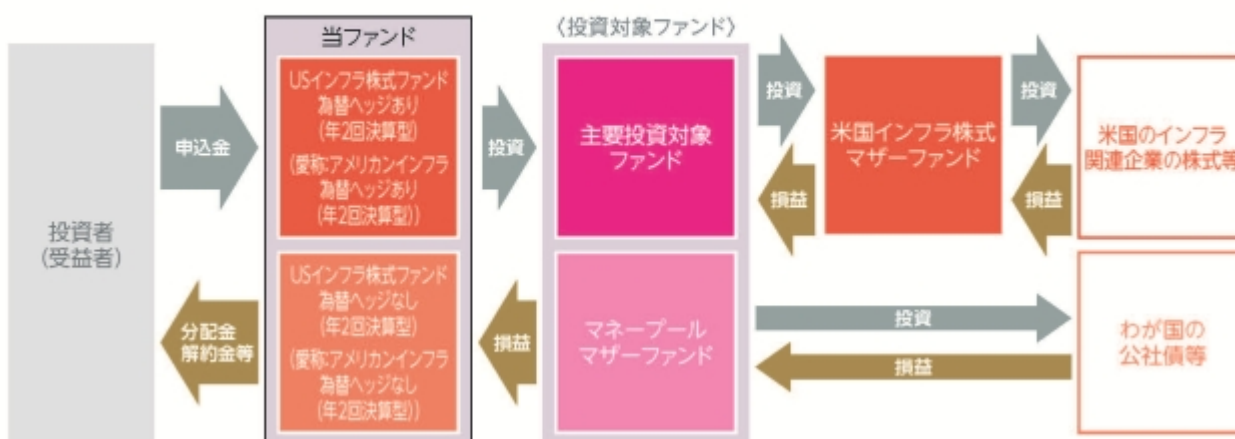 投資者
(受益者)
申込金
分配金
解約金等
当ファンド
USインフラ株式ファンド
為替ヘッジあり
(年2回決算型)
(愛称:アメリカンインフラ
為替ヘッジあり
(年2回決算型))
USインフラ株式ファンド
為替ヘッジなし
(年2回決算型)
(愛称:アメリカンインフラ
為替ヘッジなし
(年2回決算型))
投資
損益
〈投資対象ファンド〉
主要投資対象
ファンド
マネープール
マザーファンド
投資
損益
米国インフラ株式
マザーファンド
投資
損益
米国のインフラ
関連企業の株式等
投資
損益
わが国の
公社債等